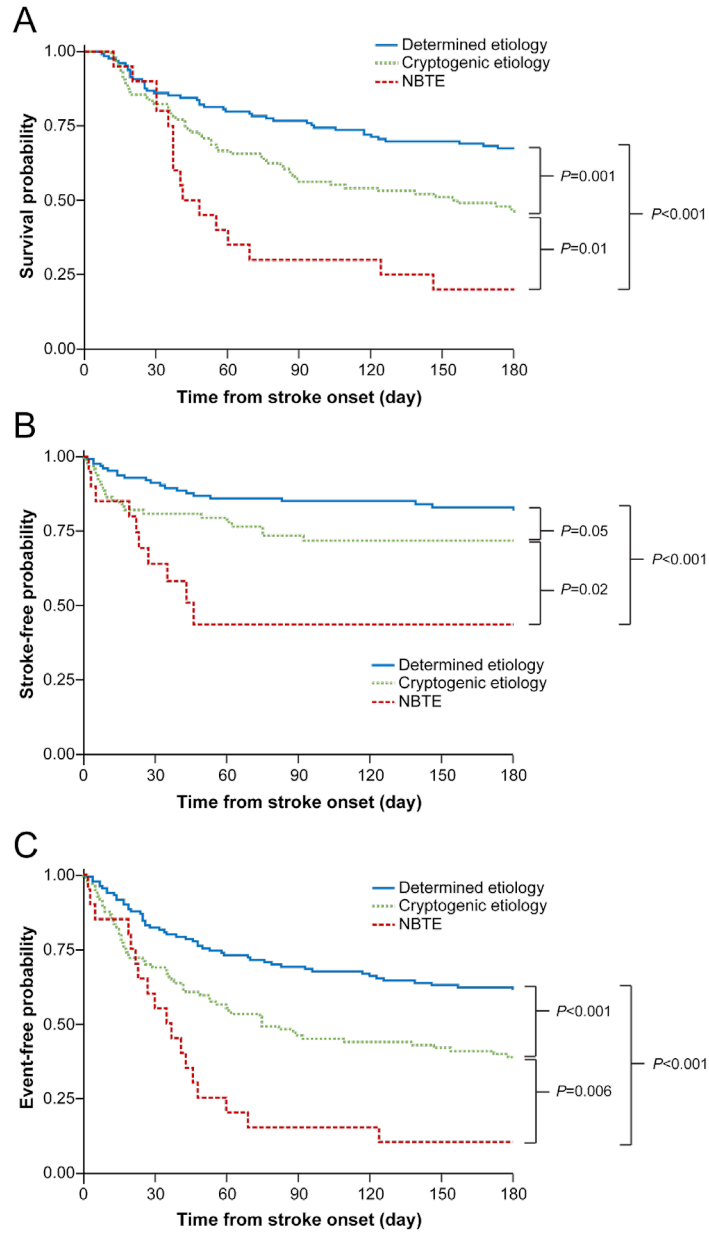 A
1.00
0.75
0.50
0.25
0.00
Survival probability
Determined etiology
Cryptogenic etiology
NBTE
P=0.001
P<0.001
P=0.01
0 30 60 90 120 150 180
Time from stroke onset (day)
B
1.00
0.75
0.50
0.25
0.00
Stroke-free probability
P=0.05
P<0.001
P=0.02
Determined etiology
Cryptogenic etiology
NBTE
0 30 60 90 120 150 180
Time from stroke onset (day)
C
1.00
0.75
0.50
0.25
0.00
Event-free probability
Determined etiology
Cryptogenic etiology
NBTE
P<0.001
P<0.001
P=0.006
0 30 60 90 120 150 180
Time from stroke onset (day)